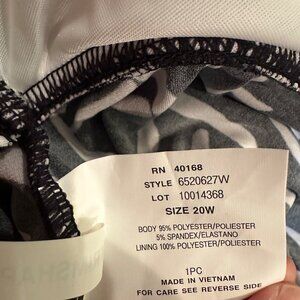 RN 40168
STYLE 6520627W
LOT 10014368
SIZE 20W
BODY 95% POLYESTER/POLIESTER
5% SPANDEX/ELASTANO
LINING 100% POLYESTER/POLIESTER
1PC
MADE IN VIETNAM
FOR CARE SEE REVERSE SIDE